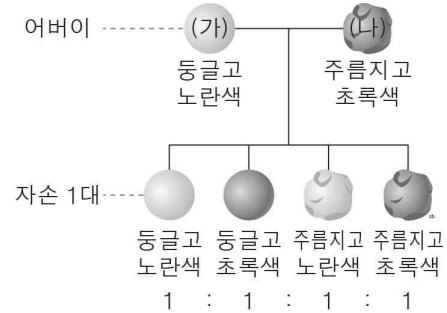 어버이
(가)
(나)
둥글고
노란색
주름지고
초록색
자손 1대
둥글고 둥글고 주름지고 주름지고
노란색 초록색 노란색 초록색
1 : 1 : 1 : 1